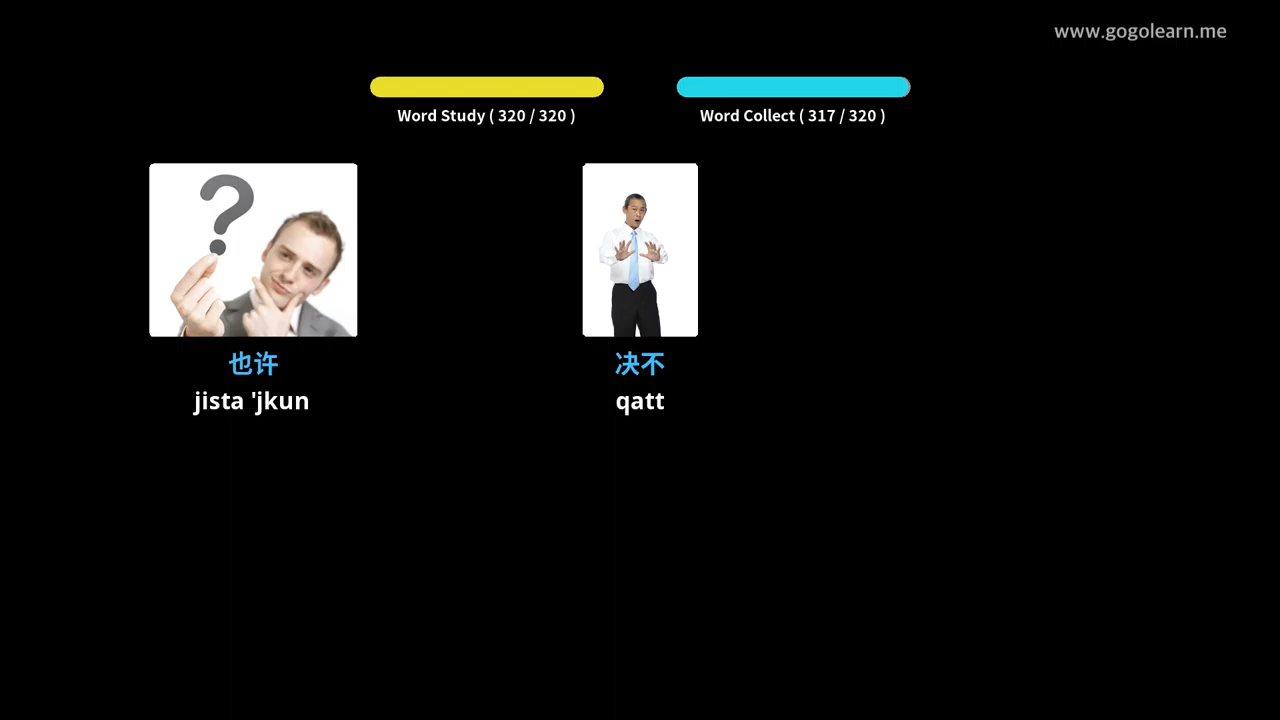 www.gogolearn.me
Word Study ( 320 / 320 )
Word Collect ( 317 / 320 )
也许
jista 'jkun
决不
qatt